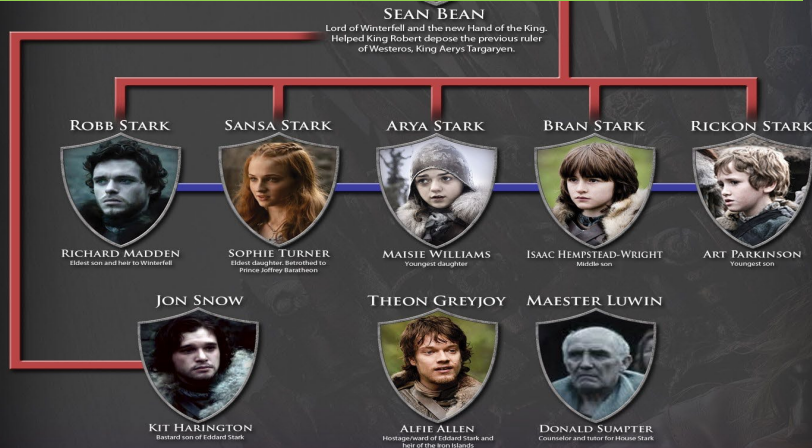 SEAN BEAN
Lord of Winterfell and the new Hand of the King.
Helped King Robert depose the previous ruler
of Westeros, King Aerys Targaryen.
ROBB STARK
SANSA STARK
ARYA STARK
BRAN STARK
RICKON STARK
RICHARD MADDEN
Eldest son and heir to Winterfell
SOPHIE TURNER
Eldest daughter. Betrothed to
Prince Joffrey Baratheon
MAISIE WILLIAMS
Youngest daughter
ISAAC HEMPSTEAD-WRIGHT
Middle son
ART PARKINSON
Youngest son
JON SNOW
THEON GREYJOY
MAESTER LUWIN
KIT HARINGTON
Bastard son of Eddard Stark
ALFIE ALLEN
Hostage/ward of Eddard Stark and
heir of the Iron Islands
DONALD SUMPTER
Counselor and tutor for House Stark